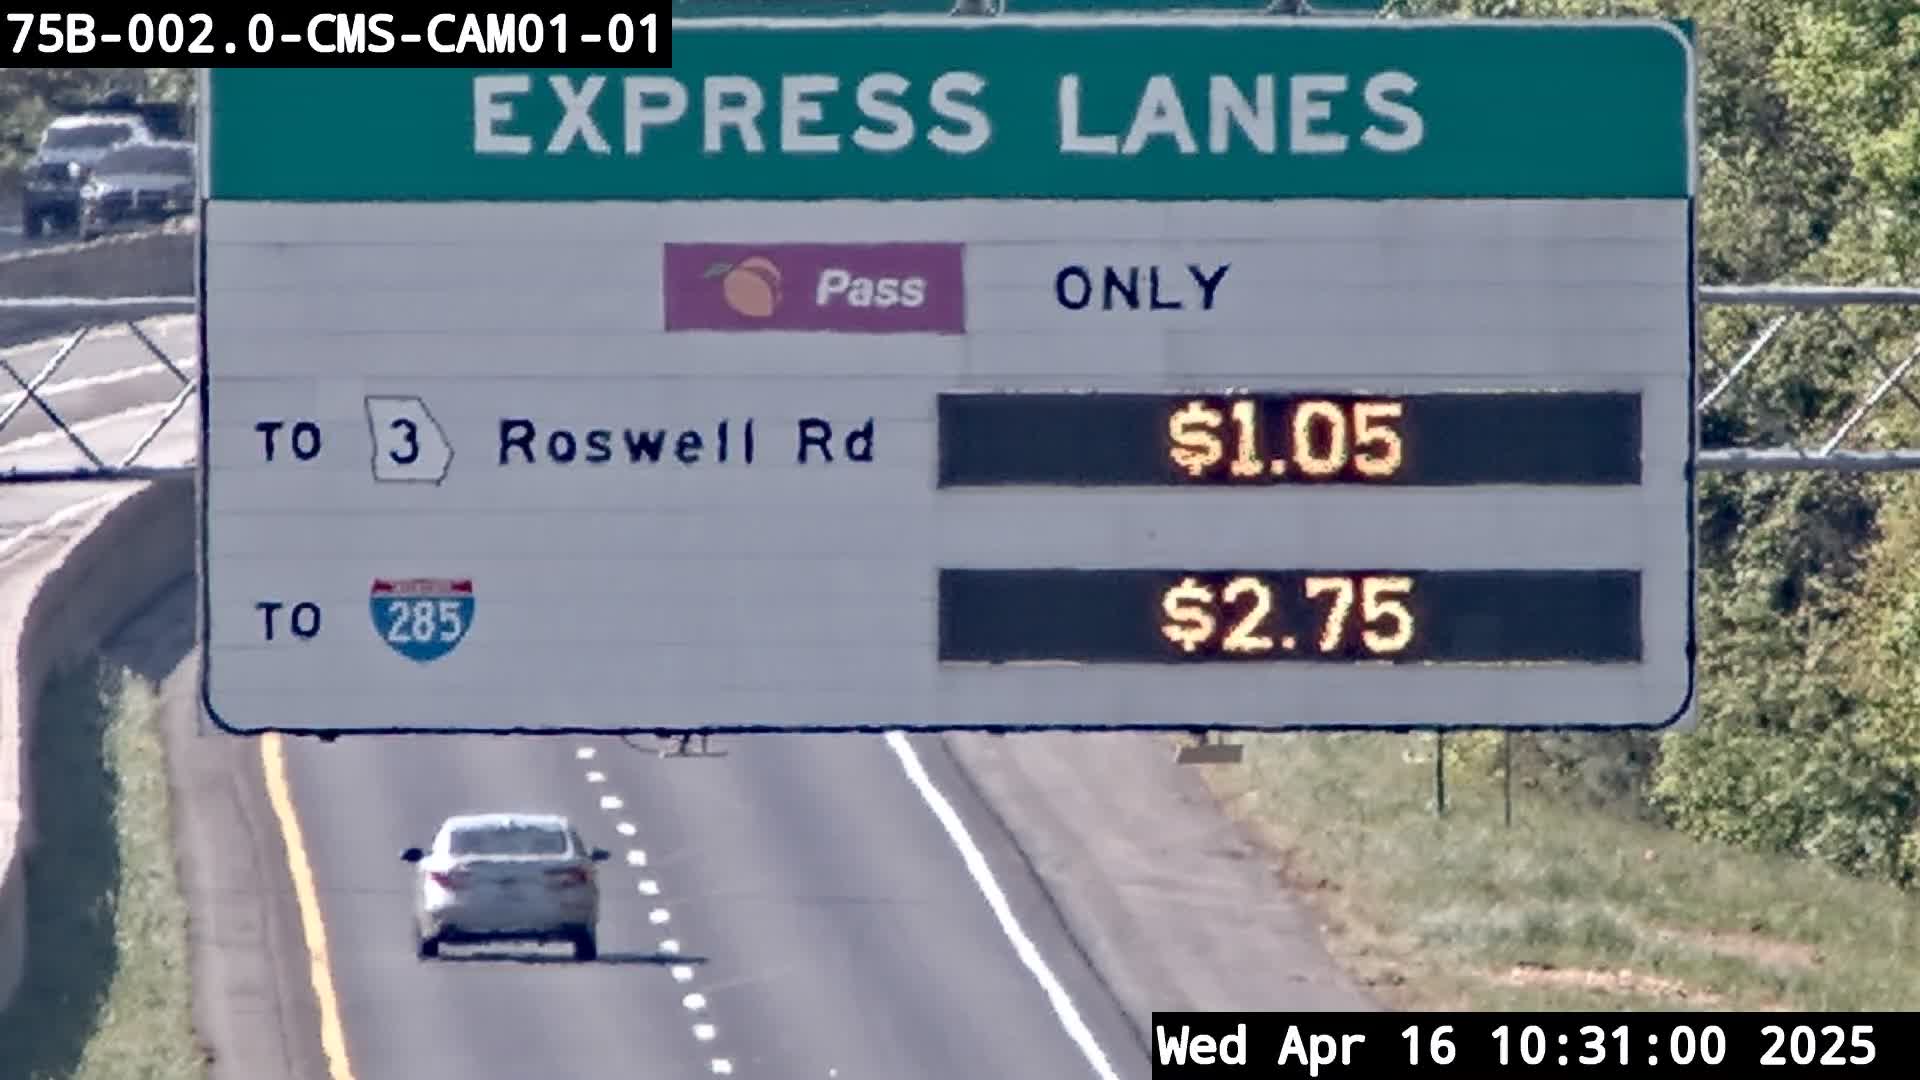 75B-002.0-CMS-CAM01-01
EXPRESS LANES
Pass ONLY
TO 3 Roswell Rd $1.05
TO 285 $2.75
Wed Apr 16 10:31:00 2025